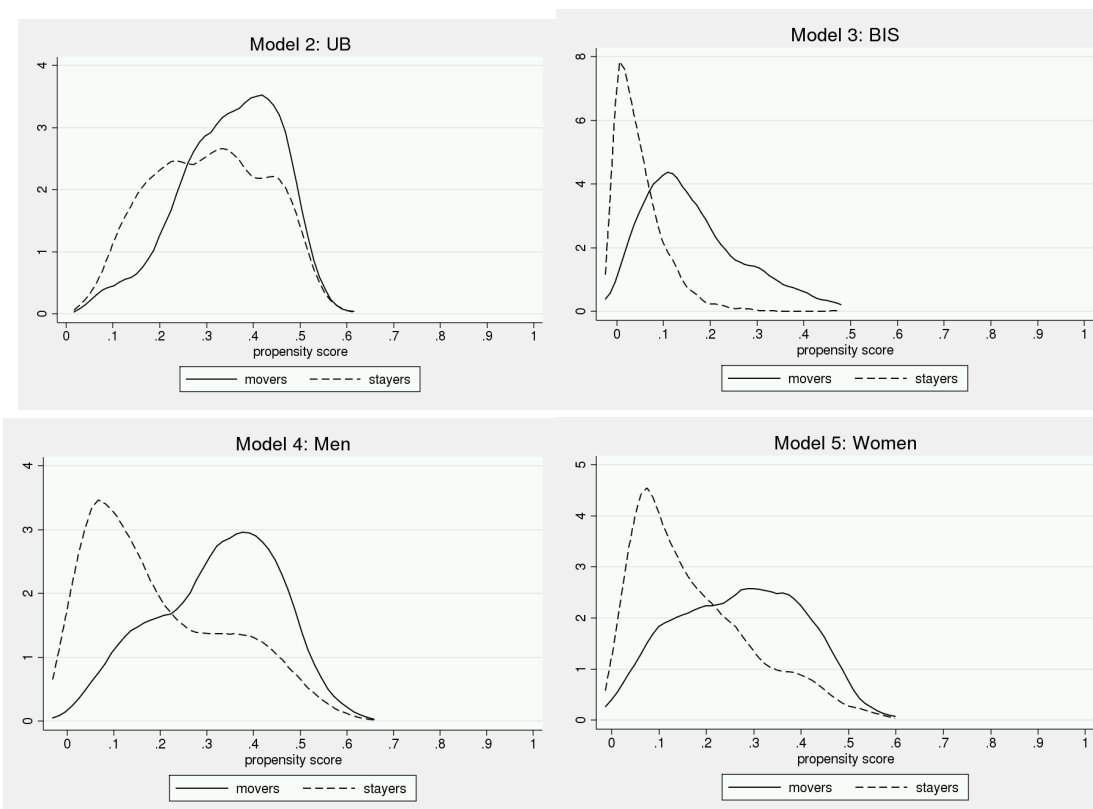 Model 2: UB
4
3
2
1
0
0 .1 .2 .3 .4 .5 .6 .7 .8 .9 1
propensity score
movers stayers
Model 3: BIS
8
6
4
2
0
0 .1 .2 .3 .4 .5 .6 .7 .8 .9 1
propensity score
movers stayers
Model 4: Men
4
3
2
1
0
0 .1 .2 .3 .4 .5 .6 .7 .8 .9 1
propensity score
movers stayers
Model 5: Women
5
4
3
2
1
0
0 .1 .2 .3 .4 .5 .6 .7 .8 .9 1
propensity score
movers stayers